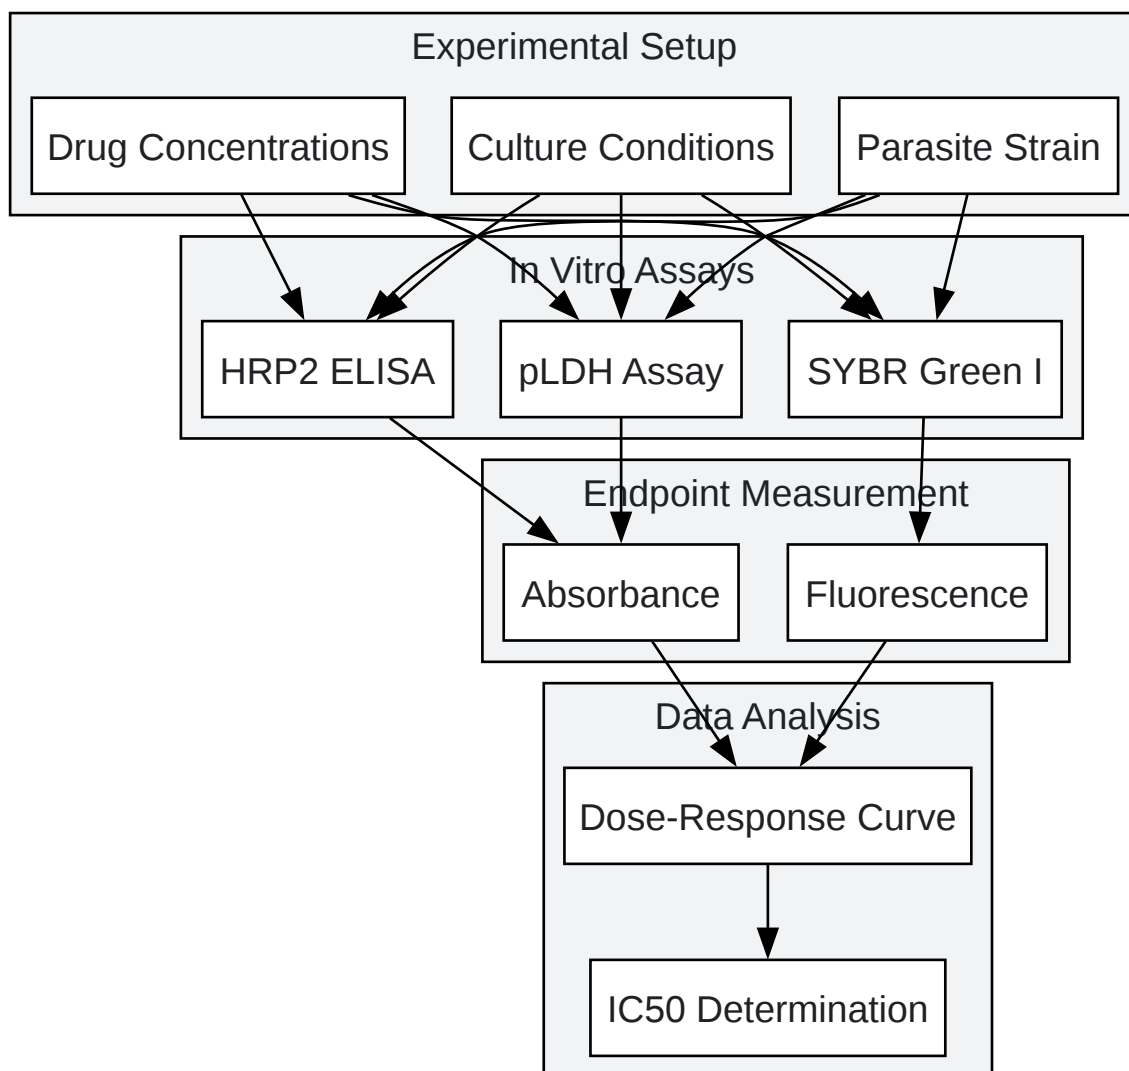 Experimental Setup
Drug Concentrations
Culture Conditions
Parasite Strain
In Vitro Assays
HRP2 ELISA
pLDH Assay
SYBR Green I
Endpoint Measurement
Absorbance
Fluorescence
Data Analysis
Dose-Response Curve
IC50 Determination